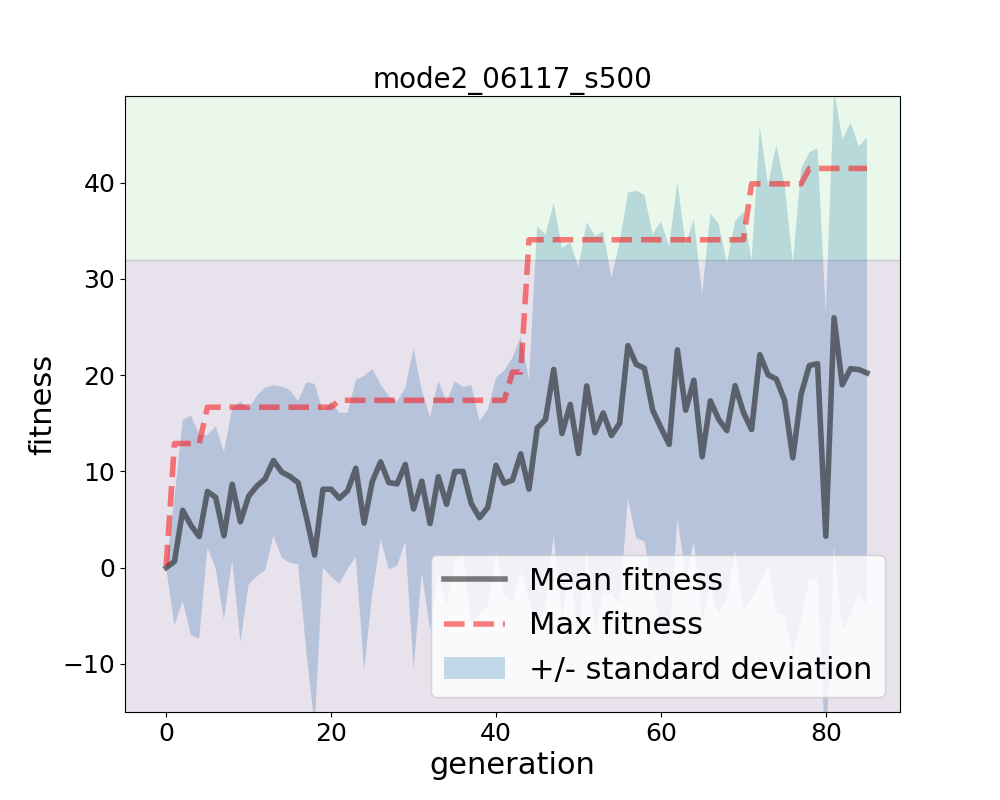 mode2_06117_s500
fitness
40
30
20
10
0
−10
Mean fitness
Max fitness
+/- standard deviation
0 20 40 60 80
generation